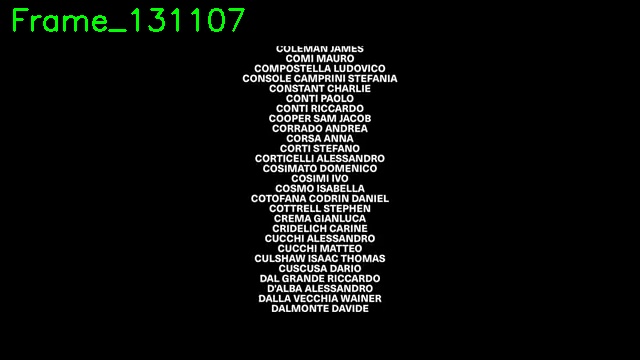 Frame_131107
COLEMAN JAMES
COMI MAURO
COMPOSTELLA LUDOVICO
CONSOLE CAMPRINI STEFANIA
CONSTANT CHARLIE
CONTI PAOLO
CONTI RICCARDO
COOPER SAM JACOB
CORRADO ANDREA
CORSA ANNA
CORTI STEFANO
CORTICELLI ALESSANDRO
COSIMATO DOMENICO
COSIMI IVO
COSMO ISABELLA
COTOFANA CODRIN DANIEL
COTTRELL STEPHEN
CREMA GIANLUCA
CRIDELICH CARINE
CUCCHI ALESSANDRO
CUCCHI MATTEO
CULSHAW ISAAC THOMAS
CUSCUSA DARIO
DAL GRANDE RICCARDO
D'ALBA ALESSANDRO
DALLA VECCHIA WAINER
DALMONTE DAVIDE